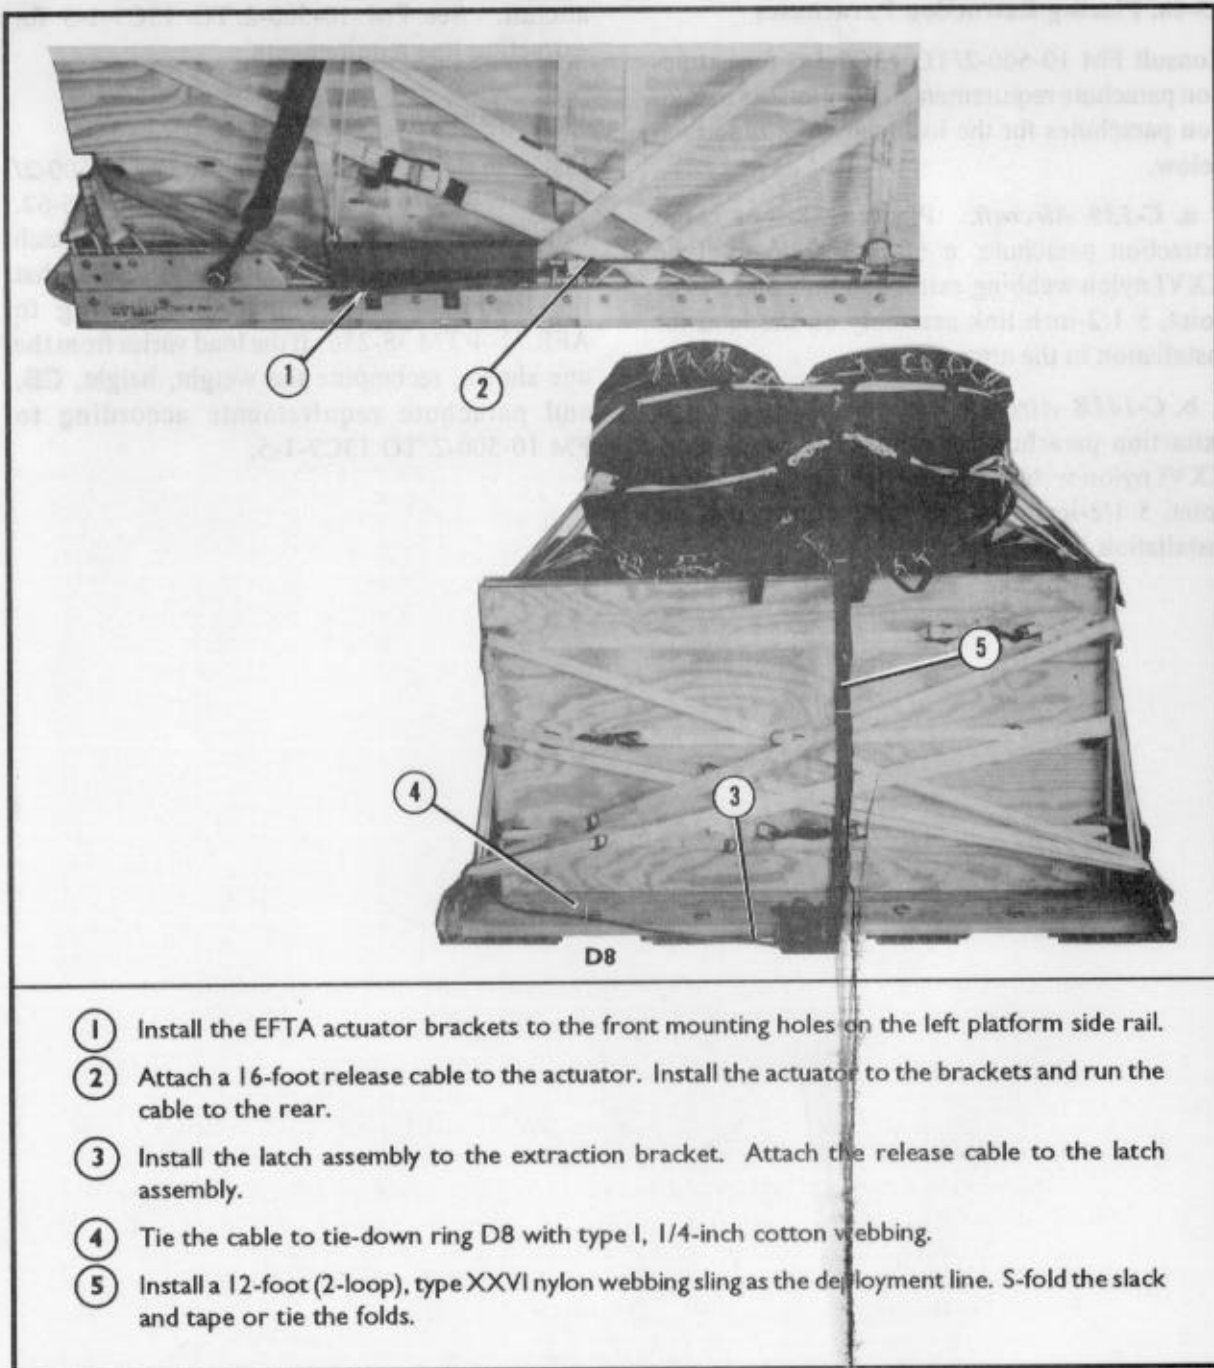 1
2
5
4
3
D8
1 Install the EFTA actuator brackets to the front mounting holes on the left platform side rail.
2 Attach a 16-foot release cable to the actuator. Install the actuator to the brackets and run the
cable to the rear.
3 Install the latch assembly to the extraction bracket. Attach the release cable to the latch
assembly.
4 Tie the cable to tie-down ring D8 with type I, 1/4-inch cotton webbing.
5 Install a 12-foot (2-loop), type XXVI nylon webbing sling as the deployment line. S-fold the slack
and tape or tie the folds.